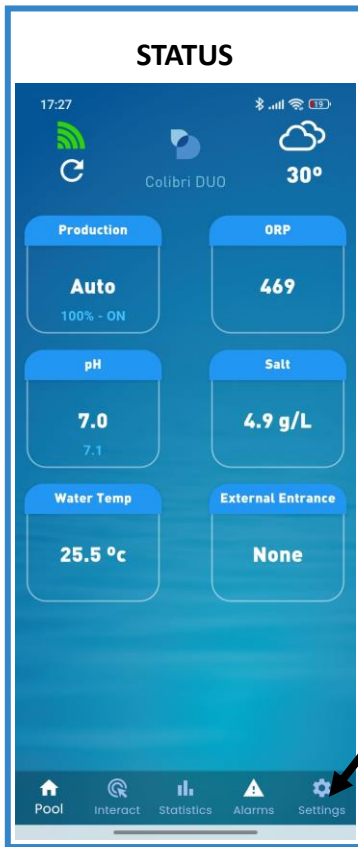 STATUS
17:27
19
Colibri DUO
30º
Production
ORP
Auto
469
100% - ON
pH
Salt
7.0
4.9 g/L
7.1
Water Temp
External Entrance
25.5 ºc
None
Pool Interact Statistics Alarms Settings